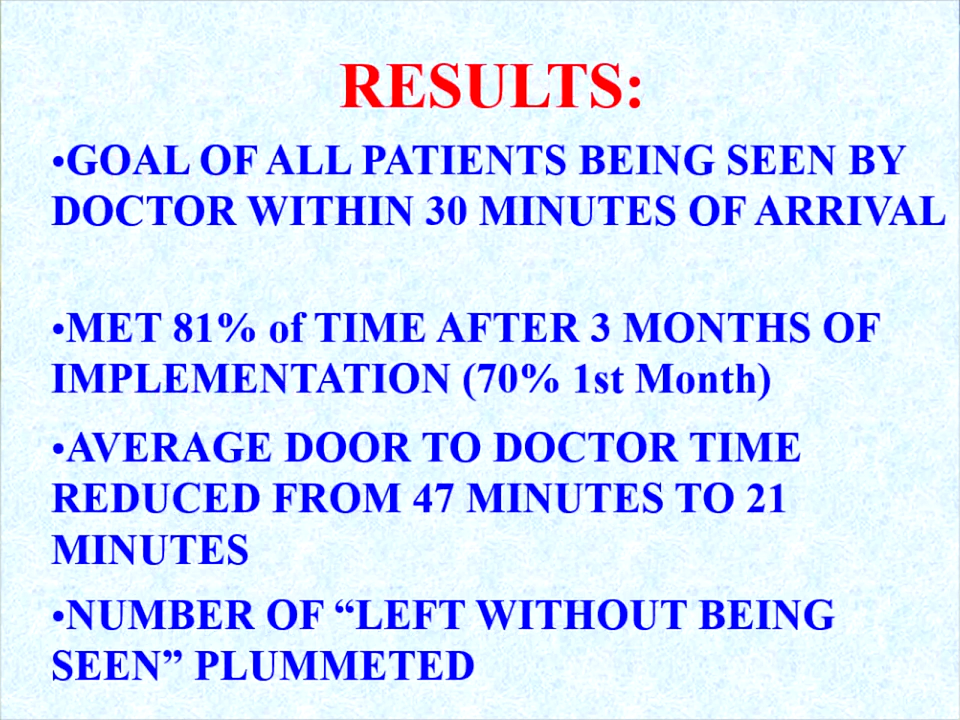 RESULTS:
•GOAL OF ALL PATIENTS BEING SEEN BY
DOCTOR WITHIN 30 MINUTES OF ARRIVAL
•MET 81% of TIME AFTER 3 MONTHS OF
IMPLEMENTATION (70% 1st Month)
•AVERAGE DOOR TO DOCTOR TIME
REDUCED FROM 47 MINUTES TO 21
MINUTES
•NUMBER OF “LEFT WITHOUT BEING
SEEN” PLUMMETED